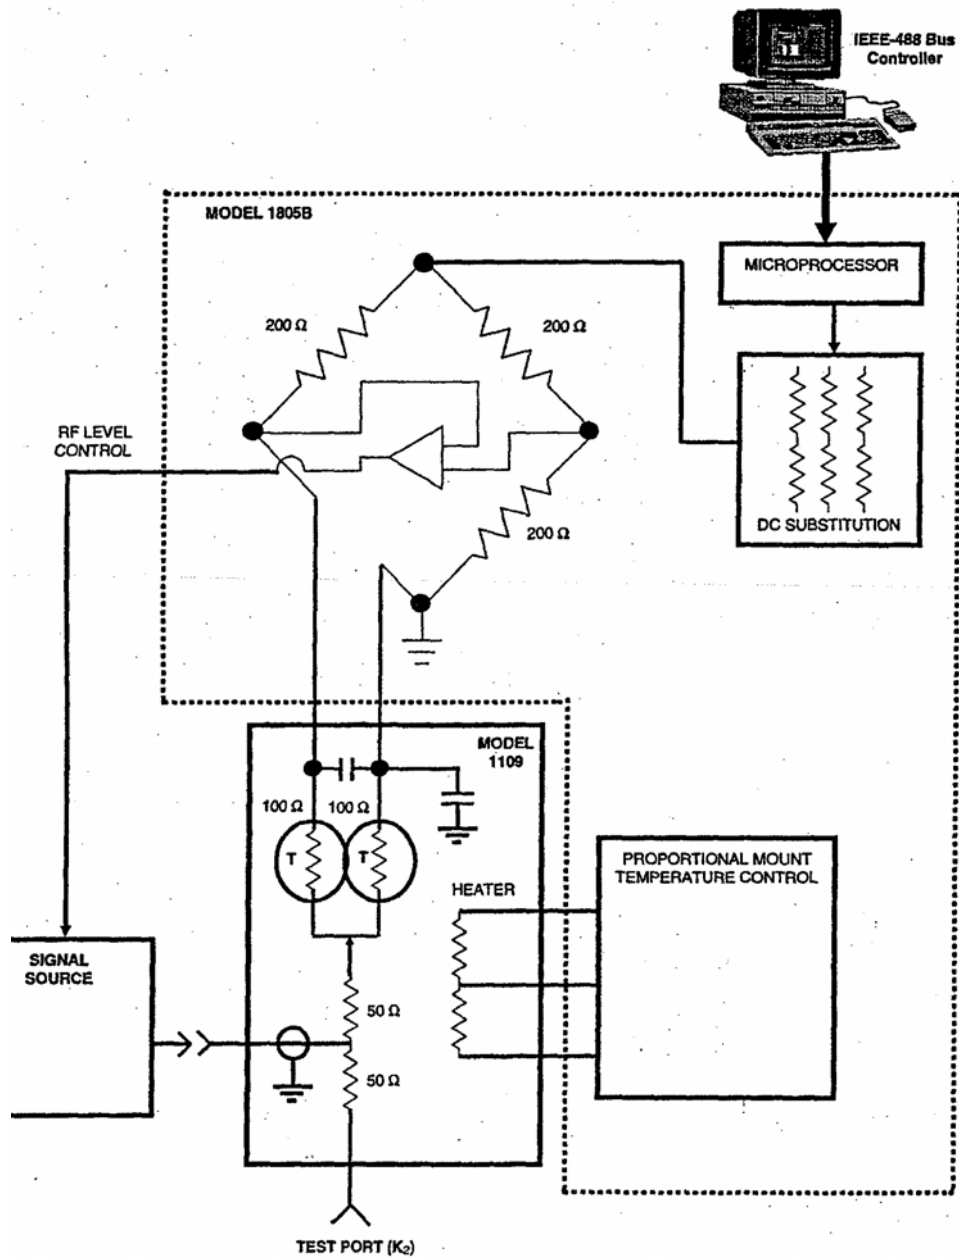 IEEE-488 Bus
Controller
MODEL 1805B
MICROPROCESSOR
200 Ω
200 Ω
RF LEVEL
CONTROL
DC SUBSTITUTION
200 Ω
MODEL
1109
100 Ω
100 Ω
T
T
PROPORTIONAL MOUNT
TEMPERATURE CONTROL
HEATER
SIGNAL
SOURCE
50 Ω
50 Ω
TEST PORT (K₂)